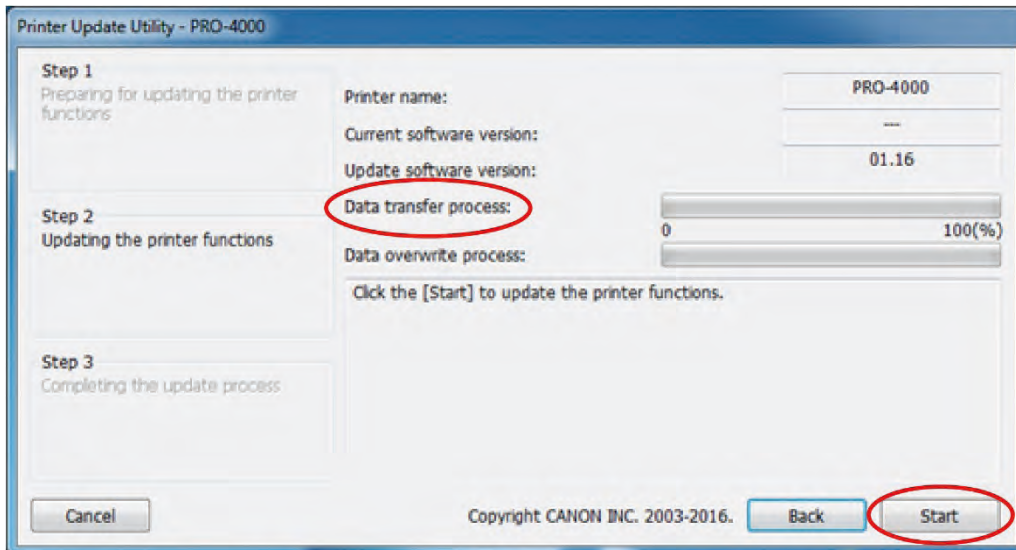 Printer Update Utility - PRO-4000
Step 1
Preparing for updating the printer
functions
Printer name:
PRO-4000
Current software version:
---
Update software version:
01.16
Step 2
Updating the printer functions
Data transfer process:
0
100(%)
Data overwrite process:
Click the [Start] to update the printer functions.
Step 3
Completing the update process
Cancel
Copyright CANON INC. 2003-2016.
Back
Start